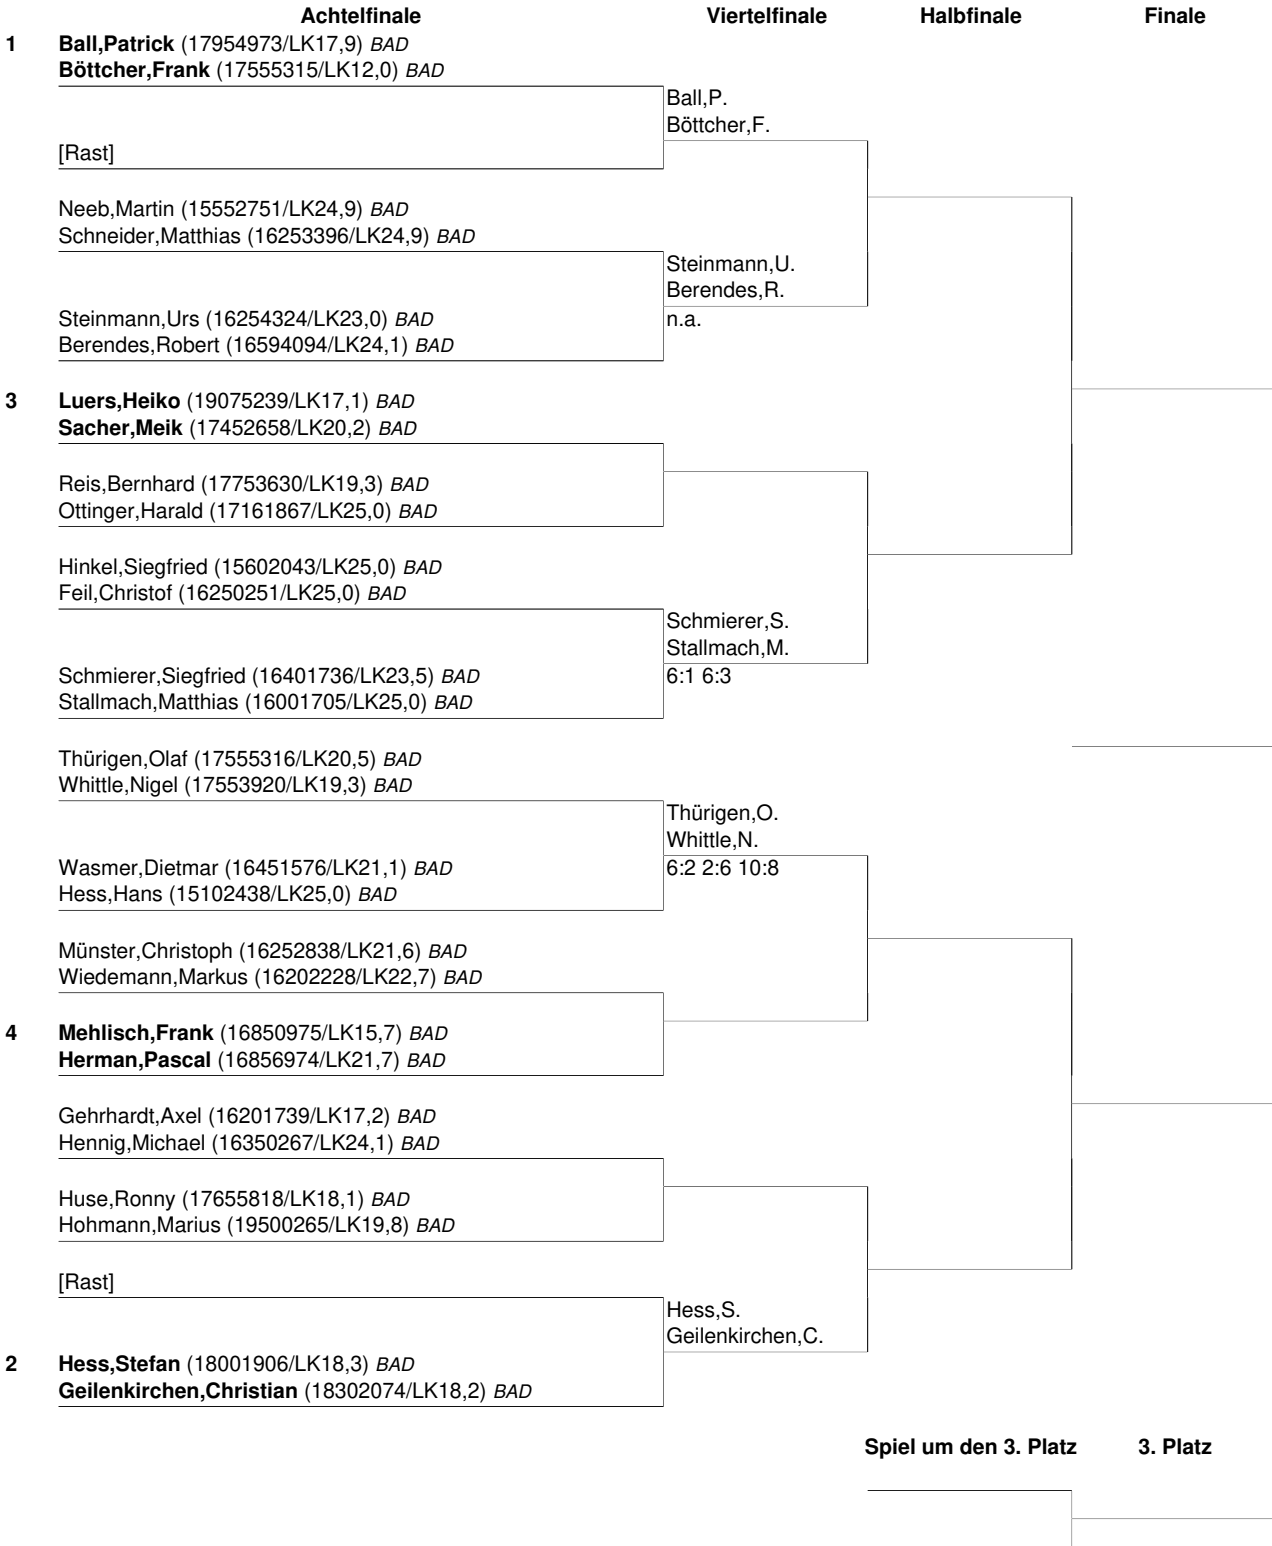 Achtelfinale Viertelfinale Halbfinale Finale
1 Ball,Patrick (17954973/LK17,9) BAD
Böttcher,Frank (17555315/LK12,0) BAD
Ball,P.
Böttcher,F.
[Rast]
Neeb,Martin (15552751/LK24,9) BAD
Schneider,Matthias (16253396/LK24,9) BAD
Steinmann,U.
Berendes,R.
Steinmann,Urs (16254324/LK23,0) BAD n.a.
Berendes,Robert (16594094/LK24,1) BAD
3 Luers,Heiko (19075239/LK17,1) BAD
Sacher,Meik (17452658/LK20,2) BAD
Reis,Bernhard (17753630/LK19,3) BAD
Ottinger,Harald (17161867/LK25,0) BAD
Hinkel,Siegfried (15602043/LK25,0) BAD
Feil,Christof (16250251/LK25,0) BAD
Schmierer,S.
Stallmach,M.
Schmierer,Siegfried (16401736/LK23,5) BAD 6:1 6:3
Stallmach,Matthias (16001705/LK25,0) BAD
Thürigen,Olaf (17555316/LK20,5) BAD
Whittle,Nigel (17553920/LK19,3) BAD
Thürigen,O.
Whittle,N.
Wasmer,Dietmar (16451576/LK21,1) BAD 6:2 2:6 10:8
Hess,Hans (15102438/LK25,0) BAD
Münster,Christoph (16252838/LK21,6) BAD
Wiedemann,Markus (16202228/LK22,7) BAD
4 Mehlisch,Frank (16850975/LK15,7) BAD
Herman,Pascal (16856974/LK21,7) BAD
Gehrhardt,Axel (16201739/LK17,2) BAD
Hennig,Michael (16350267/LK24,1) BAD
Huse,Ronny (17655818/LK18,1) BAD
Hohmann,Marius (19500265/LK19,8) BAD
[Rast]
Hess,S.
Geilenkirchen,C.
2 Hess,Stefan (18001906/LK18,3) BAD
Geilenkirchen,Christian (18302074/LK18,2) BAD
Spiel um den 3. Platz 3. Platz